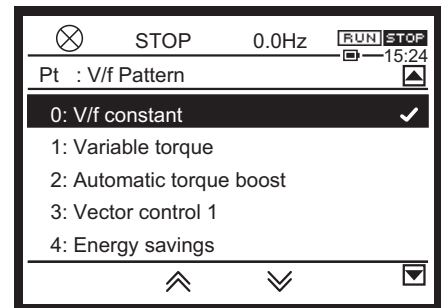 STOP 0.0Hz RUN STOP
15:24
Pt : V/f Pattern
0: V/f constant
1: Variable torque
2: Automatic torque boost
3: Vector control 1
4: Energy savings